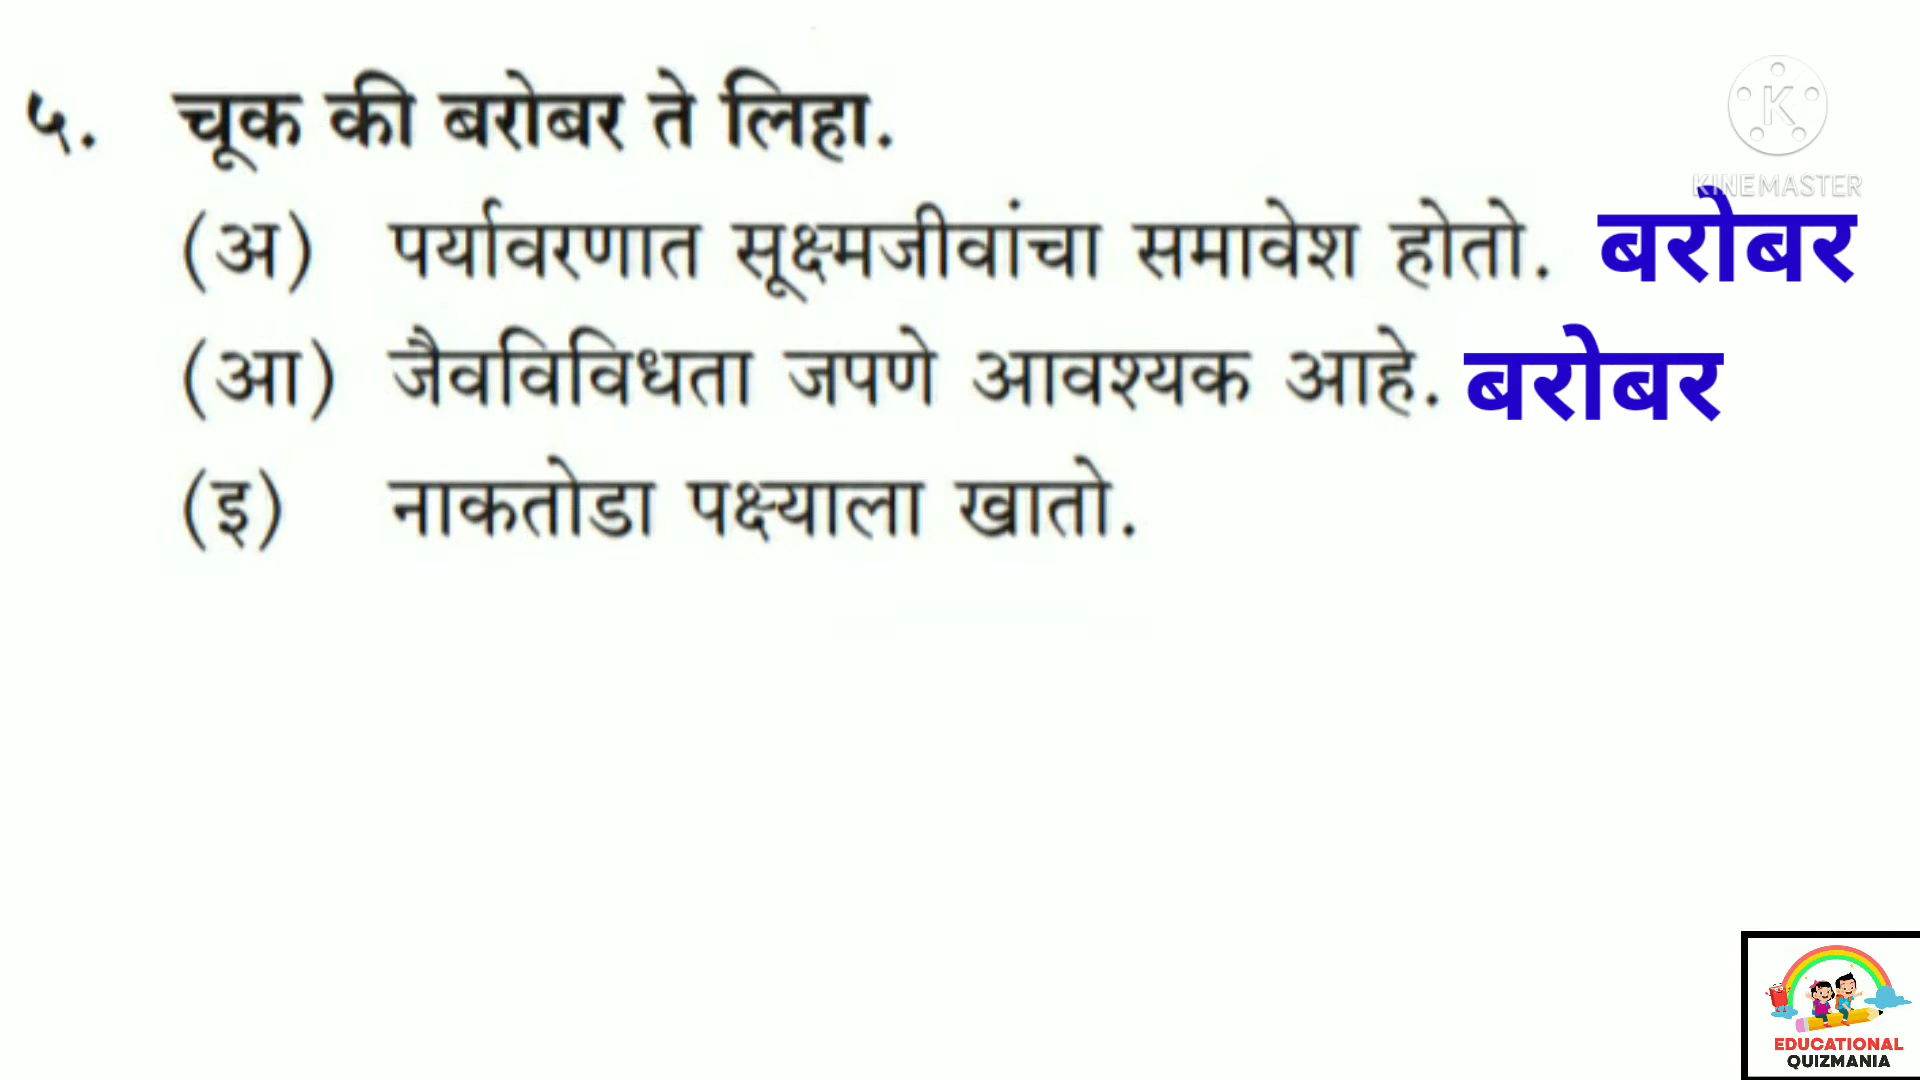 ५. चूक की बरोबर ते लिहा.
KINEMASTER
(अ) पर्यावरणात सूक्ष्मजीवांचा समावेश होतो. बरोबर
(आ) जैवविविधता जपणे आवश्यक आहे. बरोबर
(इ) नाकतोडा पक्ष्याला खातो.
EDUCATIONAL
QUIZMANIA